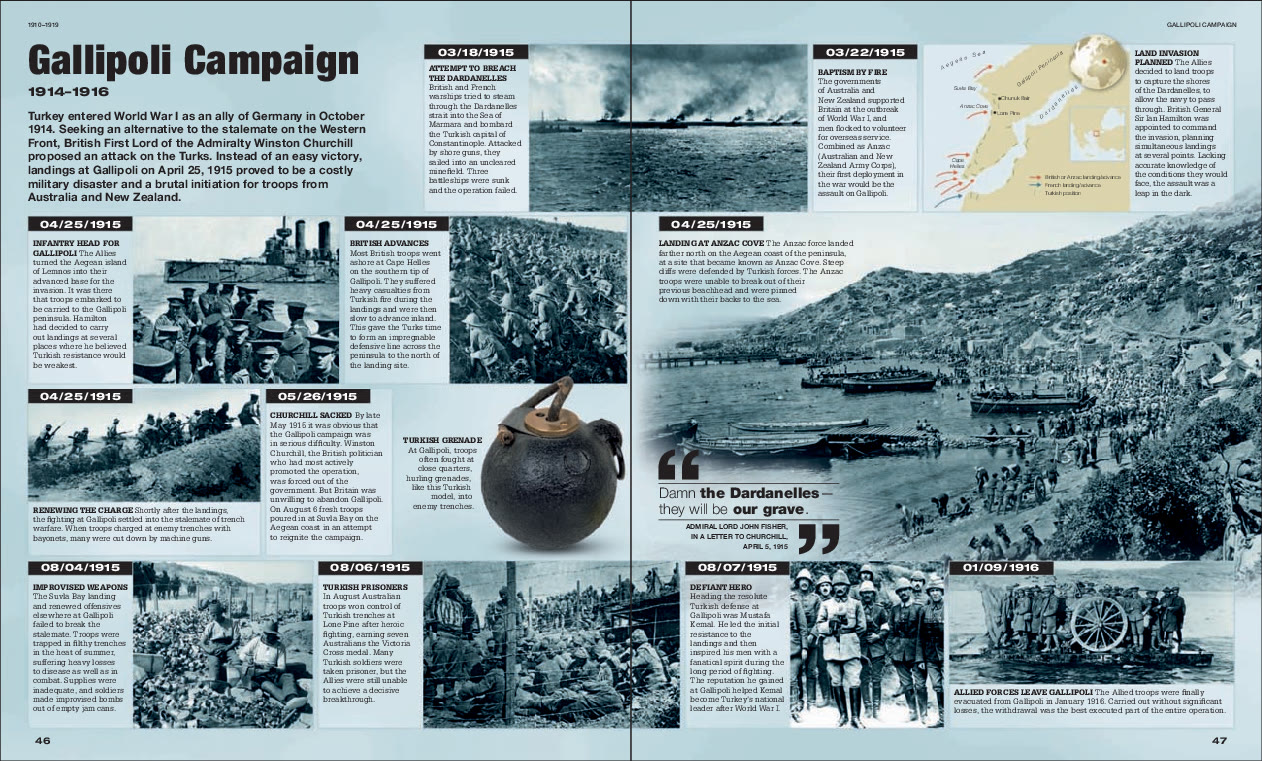 1910–1919
GALLIPOLI CAMPAIGN
Gallipoli Campaign
1914–1916
Turkey entered World War I as an ally of Germany in October
1914. Seeking an alternative to the stalemate on the Western
Front, British First Lord of the Admiralty Winston Churchill
proposed an attack on the Turks. Instead of an easy victory,
landings at Gallipoli on April 25, 1915 proved to be a costly
military disaster and a brutal initiation for troops from
Australia and New Zealand.
03/18/1915
ATTEMPT TO BREACH
THE DARDANELLES
British and French
warships tried to steam
through the Dardanelles
strait into the Sea of
Marmara and bombard
the Turkish capital of
Constantinople. Attacked
by shore guns, they
sailed into an uncleared
minefield. Three
battleships were sunk
and the operation failed.
03/22/1915
BAPTISM BY FIRE
The governments
of Australia and
New Zealand supported
Britain at the outbreak
of World War I, and
men flocked to volunteer
for overseas service.
Combined as Anzac
(Australian and New
Zealand Army Corps),
their first deployment in
the war would be the
assault on Gallipoli.
Aegean Sea
Gallipoli Peninsula
Dardanelles
Suvla Bay
Chunuk Bair
Anzac Cove
Lone Pine
Cape
Helles
British or Anzac landing/advance
French landing/advance
Turkish position
LAND INVASION
PLANNED The Allies
decided to land troops
to capture the shores
of the Dardanelles, to
allow the navy to pass
through. British General
Sir Ian Hamilton was
appointed to command
the invasion, planning
simultaneous landings
at several points. Lacking
accurate knowledge of
the conditions they would
face, the assault was a
leap in the dark.
04/25/1915
INFANTRY HEAD FOR
GALLIPOLI The Allies
turned the Aegean island
of Lemnos into their
advanced base for the
invasion. It was there
that troops embarked to
be carried to the Gallipoli
peninsula. Hamilton
had decided to carry
out landings at several
places where he believed
Turkish resistance would
be weakest.
04/25/1915
BRITISH ADVANCES
Most British troops went
ashore at Cape Helles
on the southern tip of
Gallipoli. They suffered
heavy casualties from
Turkish fire during the
landings and were then
slow to advance inland.
This gave the Turks time
to form an impregnable
defensive line across the
peninsula to the north of
the landing site.
04/25/1915
LANDING AT ANZAC COVE The Anzac force landed
farther north on the Aegean coast of the peninsula,
at a site that became known as Anzac Cove. Steep
cliffs were defended by Turkish forces. The Anzac
troops were unable to break out of their
previous beachhead and were pinned
down with their backs to the sea.
04/25/1915
RENEWING THE CHARGE Shortly after the landings,
the fighting at Gallipoli settled into the stalemate of trench
warfare. When troops charged at enemy trenches with
bayonets, many were cut down by machine guns.
05/26/1915
CHURCHILL SACKED By late
May 1915 it was obvious that
the Gallipoli campaign was
in serious difficulty. Winston
Churchill, the British politician
who had most actively
promoted the operation,
was forced out of the
government. But Britain was
unwilling to abandon Gallipoli.
On August 6 fresh troops
poured in at Suvla Bay on the
Aegean coast in an attempt
to reignite the campaign.
TURKISH GRENADE
At Gallipoli, troops
often fought at
close quarters,
hurling grenades,
like this Turkish
model, into
enemy trenches.
“
Damn the Dardanelles—
they will be our grave.
ADMIRAL LORD JOHN FISHER,
IN A LETTER TO CHURCHILL,
APRIL 5, 1915
”
08/04/1915
IMPROVISED WEAPONS
The Suvla Bay landing
and renewed offensives
elsewhere at Gallipoli
failed to break the
stalemate. Troops were
trapped in filthy trenches
in the heat of summer,
suffering heavy losses
to disease as well as in
combat. Supplies were
inadequate, and soldiers
made improvised bombs
out of empty jam cans.
08/06/1915
TURKISH PRISONERS
In August Australian
troops won control of
Turkish trenches at
Lone Pine after heroic
fighting, earning seven
Australians the Victoria
Cross medal. Many
Turkish soldiers were
taken prisoner, but the
Allies were still unable
to achieve a decisive
breakthrough.
08/07/1915
DEFIANT HERO
Heading the resolute
Turkish defense at
Gallipoli was Mustafa
Kemal. He led the initial
resistance to the
landings and then
inspired his men with a
fanatical spirit during the
long period of fighting.
The reputation he gained
at Gallipoli helped Kemal
become Turkey's national
leader after World War I.
01/09/1916
ALLIED FORCES LEAVE GALLIPOLI The Allied troops were finally
evacuated from Gallipoli in January 1916. Carried out without significant
losses, the withdrawal was the best executed part of the entire operation.
46
47